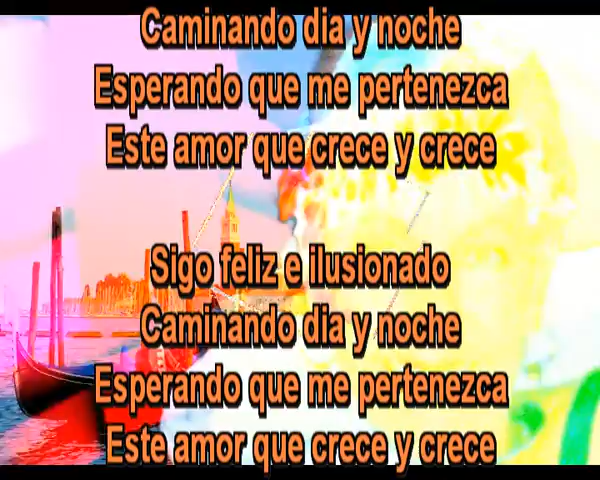 Caminando dia y noche
Esperando que me pertenezca
Este amor que crece y crece
Sigo feliz e ilusionado
Caminando dia y noche
Esperando que me pertenezca
Este amor que crece y crece